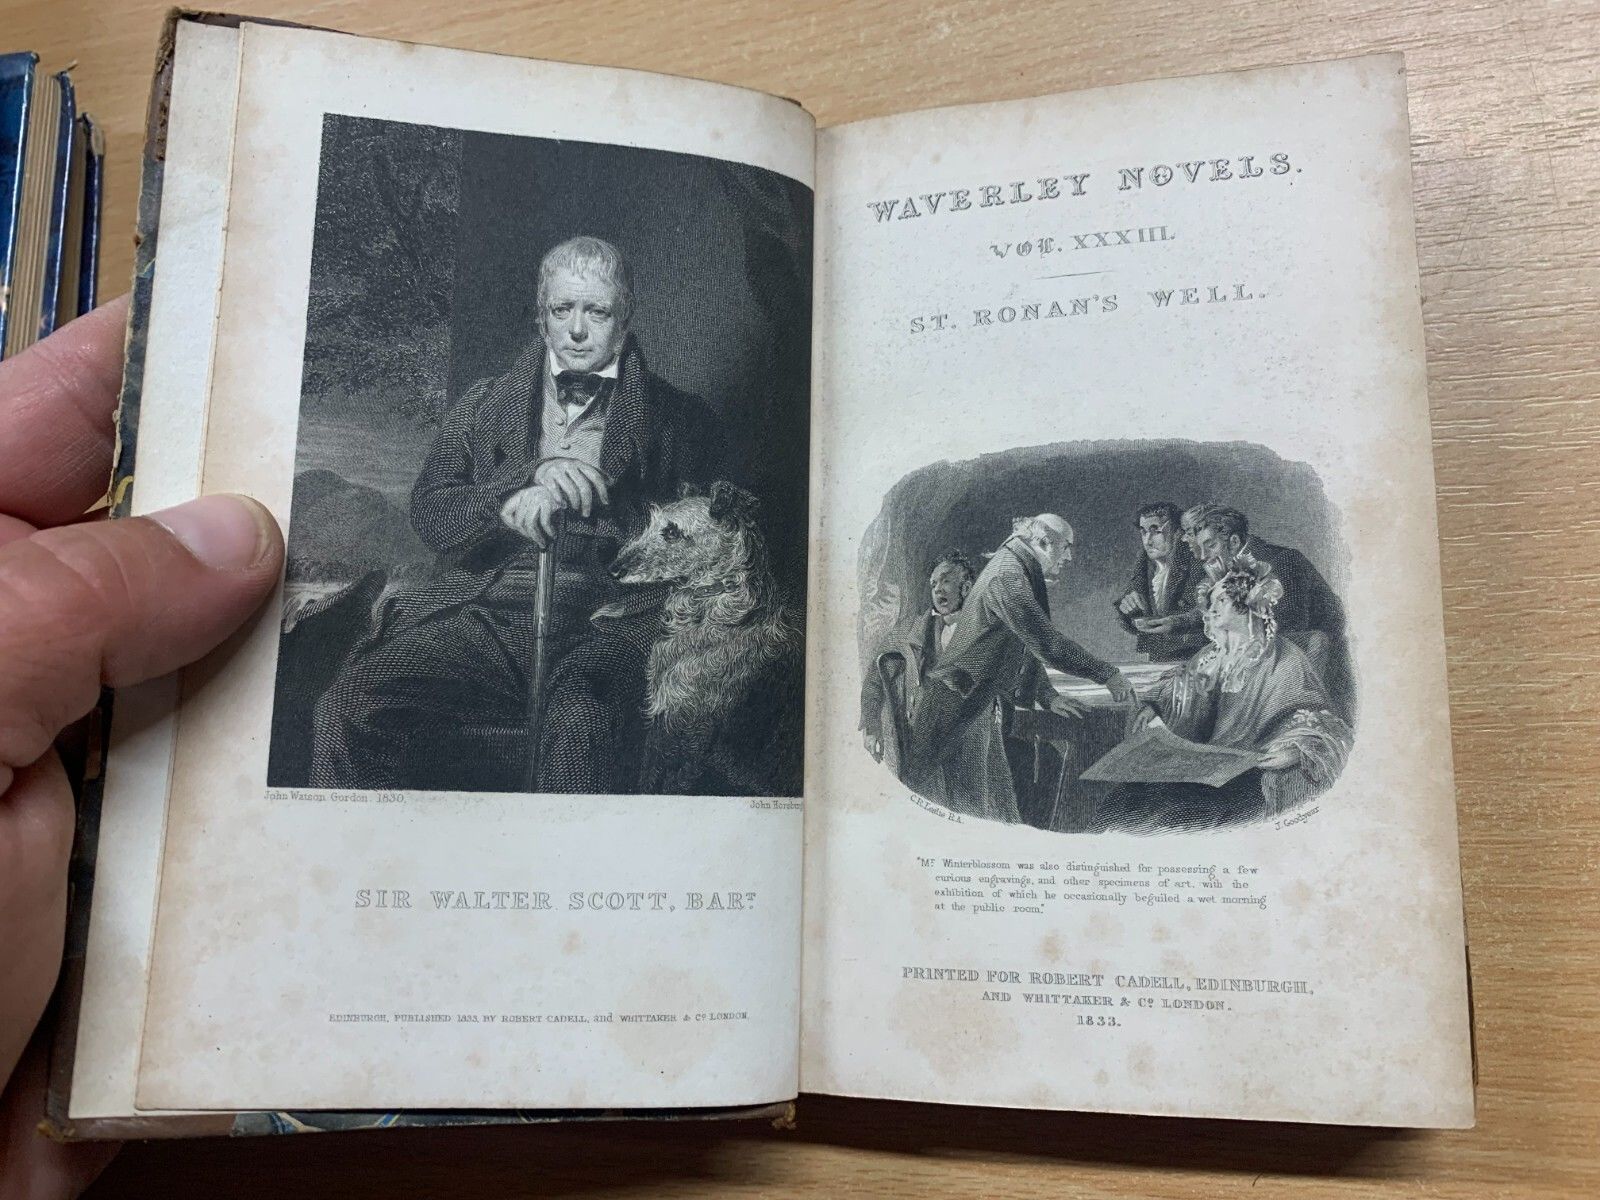 John Watson Gordon. 1830.
John Horsburgh
SIR WALTER SCOTT, BART.
EDINBURGH, PUBLISHED 1833, BY ROBERT CADELL, and WHITTAKER & Co LONDON.
WAVERLEY NOVELS.
VOL. XXXIII.
ST. RONAN'S WELL.
C.R. Leslie R.A.
J. Goodyear
"Mr. Winterblossom was also distinguished for possessing a few
curious engravings, and other specimens of art, with the
exhibition of which he occasionally beguiled a wet morning
at the public room."
PRINTED FOR ROBERT CADELL, EDINBURGH,
AND WHITTAKER & Co LONDON.
1833.